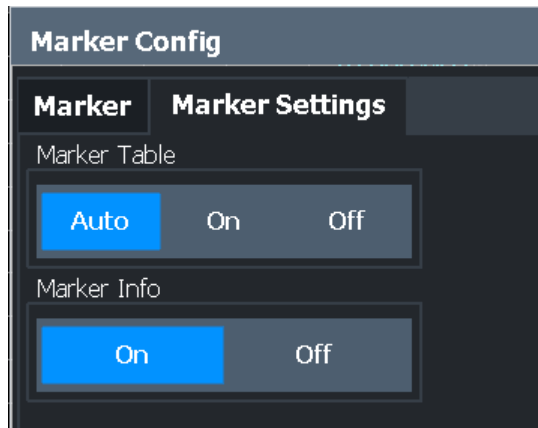 Marker Config
Marker Marker Settings
Marker Table
Auto On Off
Marker Info
On Off